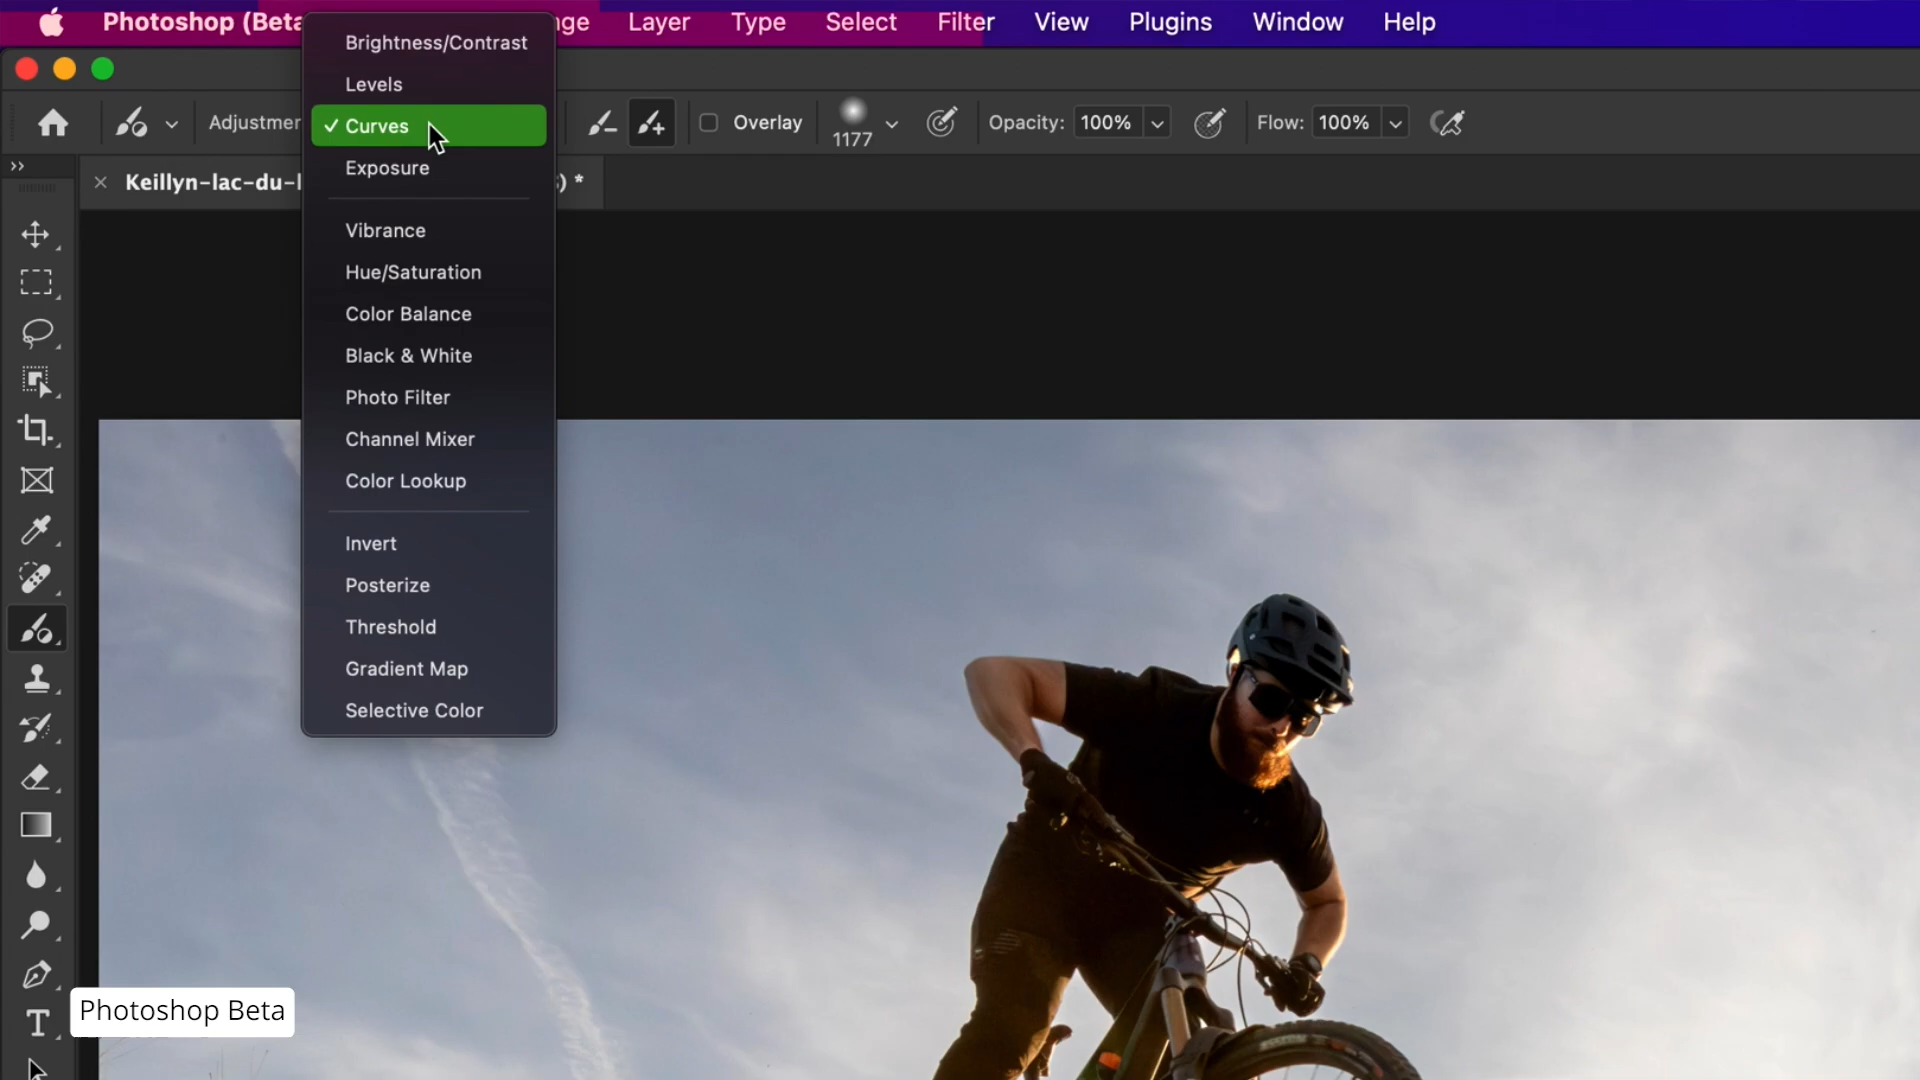 Photoshop (Beta nge Layer Type Select Filter View Plugins Window Help
Brightness/Contrast
Levels
Adjustmer ✓ Curves Overlay 1177 Opacity: 100% Flow: 100%
Exposure
× Keillyn-lac-du-l ) *
Vibrance
Hue/Saturation
Color Balance
Black & White
Photo Filter
Channel Mixer
Color Lookup
Invert
Posterize
Threshold
Gradient Map
Selective Color
Photoshop Beta